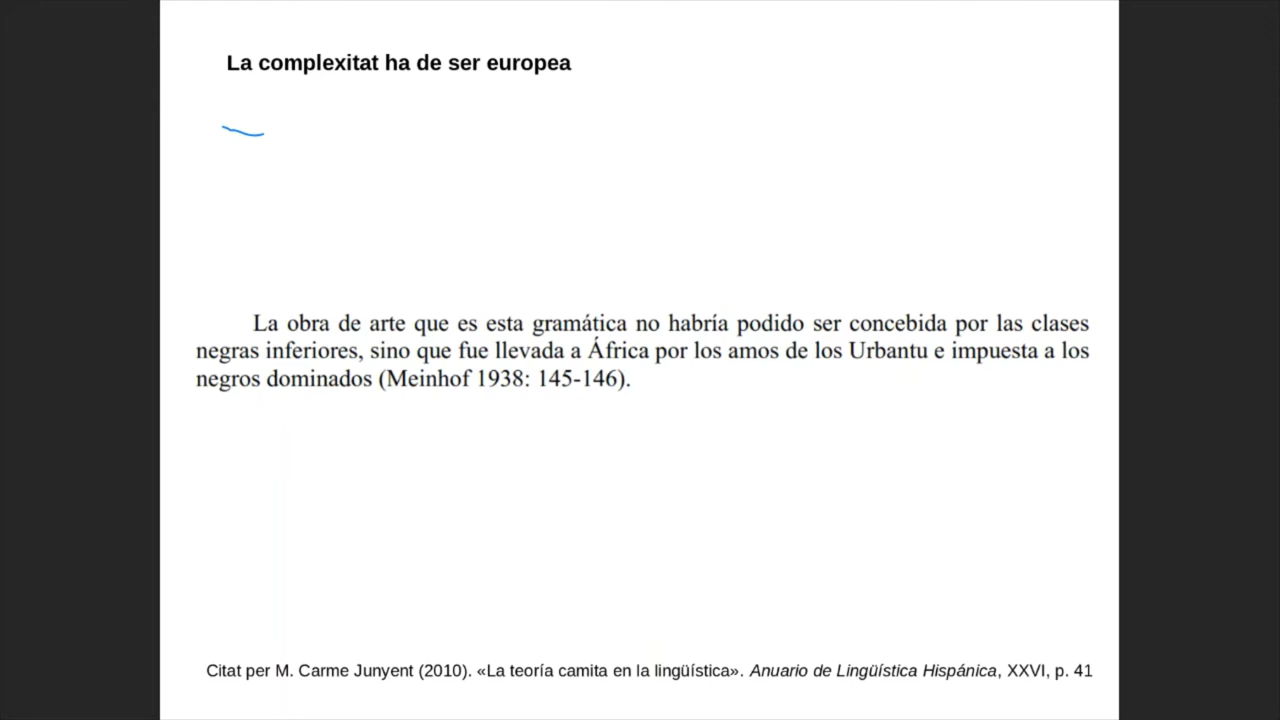 La complexitat ha de ser europea
La obra de arte que es esta gramática no habría podido ser concebida por las clases
negras inferiores, sino que fue llevada a África por los amos de los Urbantu e impuesta a los
negros dominados (Meinhof 1938: 145-146).
Citat per M. Carme Junyent (2010). «La teoría camita en la lingüística». Anuario de Lingüística Hispánica, XXVI, p. 41